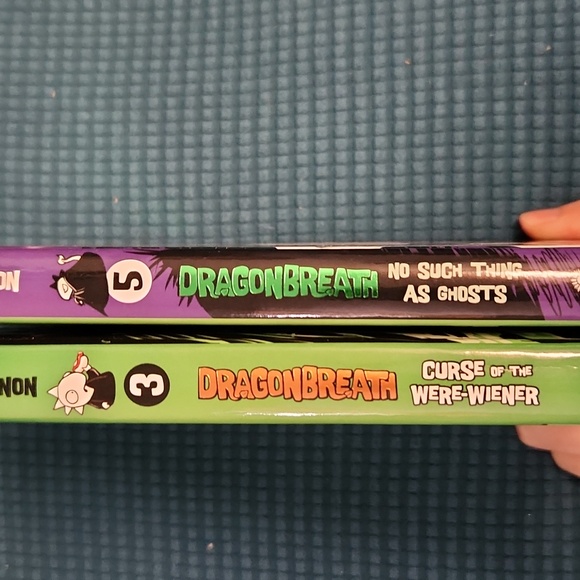 ON
5
DRAGONBREATH
NO SUCH THING
AS GHOSTS
NON
3
DRAGONBREATH
CURSE OF THE
WERE-WIENER